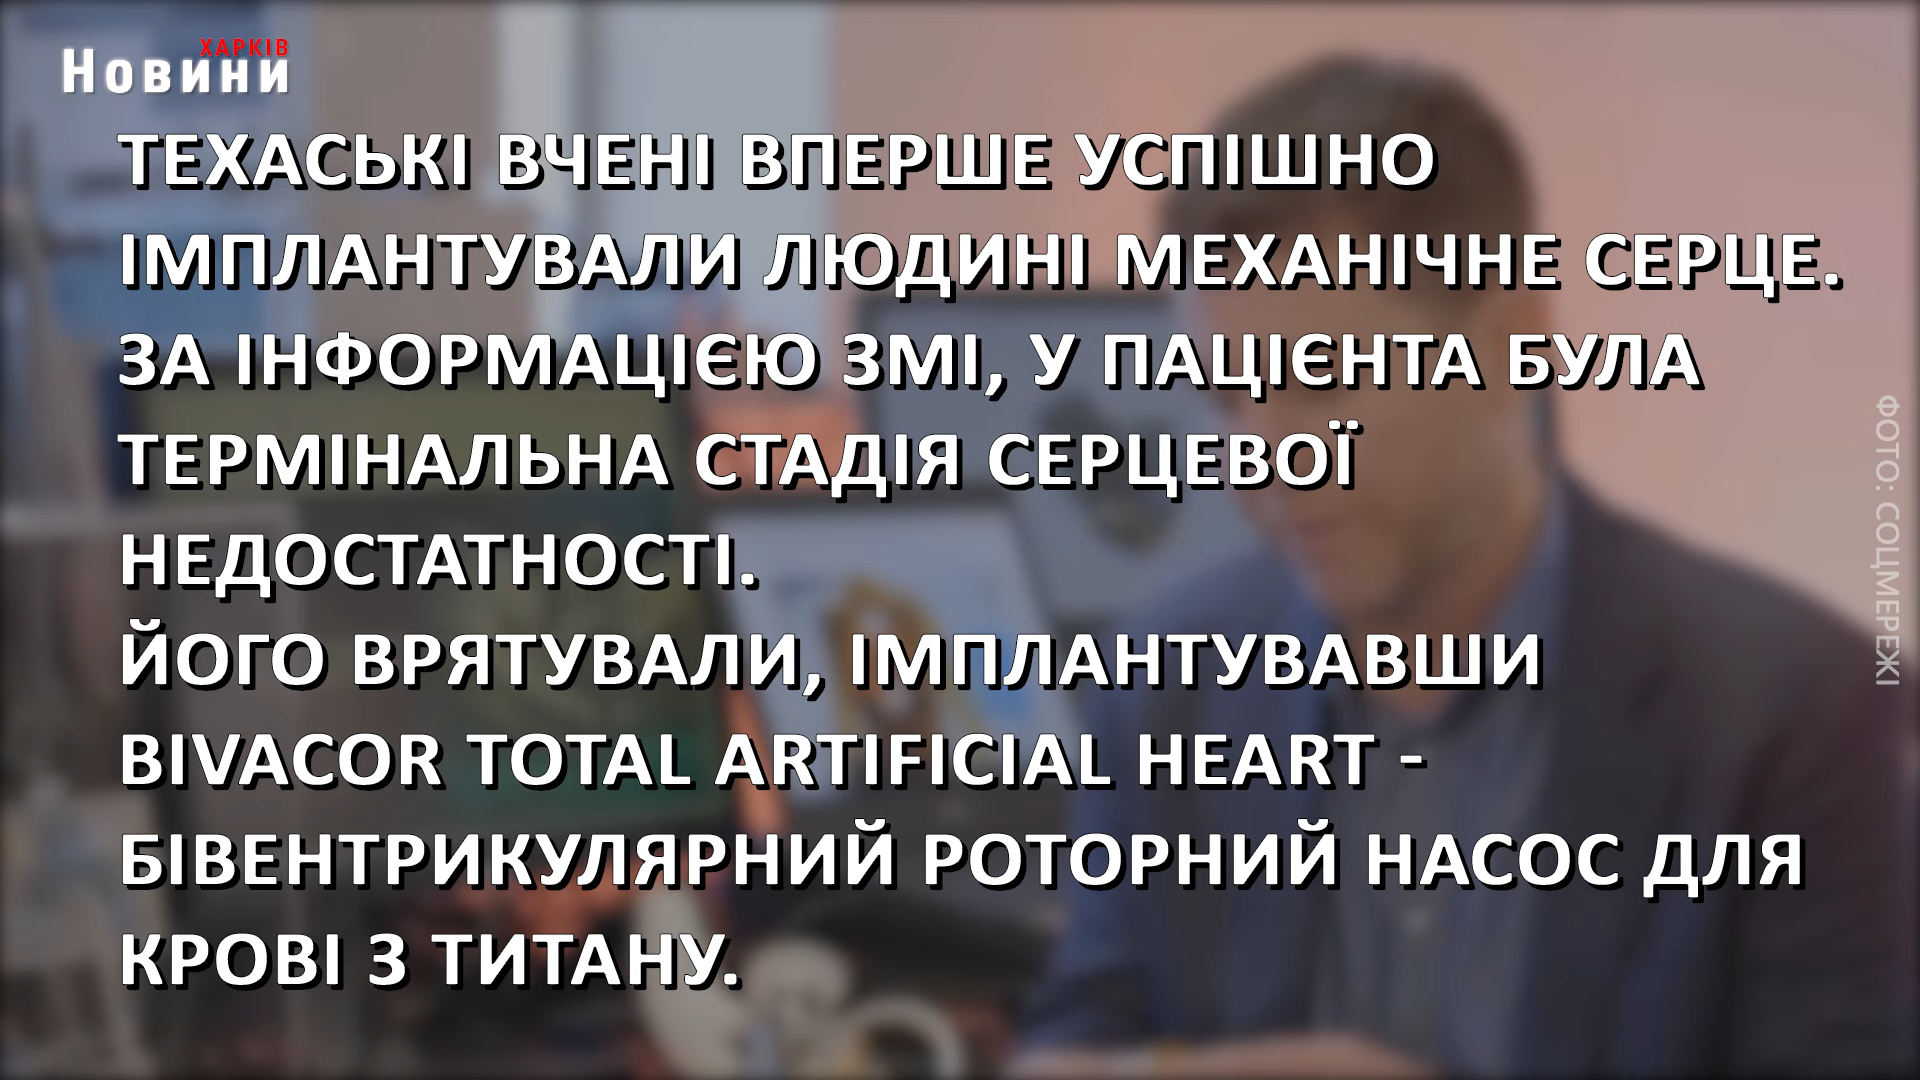 ХАРКІВ
Новини
ТЕХАСЬКІ ВЧЕНІ ВПЕРШЕ УСПІШНО
ІМПЛАНТУВАЛИ ЛЮДИНІ МЕХАНІЧНЕ СЕРЦЕ.
ЗА ІНФОРМАЦІЄЮ ЗМІ, У ПАЦІЄНТА БУЛА
ТЕРМІНАЛЬНА СТАДІЯ СЕРЦЕВОЇ
НЕДОСТАТНОСТІ.
ЙОГО ВРЯТУВАЛИ, ІМПЛАНТУВАВШИ
BIVACOR TOTAL ARTIFICIAL HEART -
БІВЕНТРИКУЛЯРНИЙ РОТОРНИЙ НАСОС ДЛЯ
КРОВІ З ТИТАНУ.
ФОТО: СОЦМЕРЕЖІ